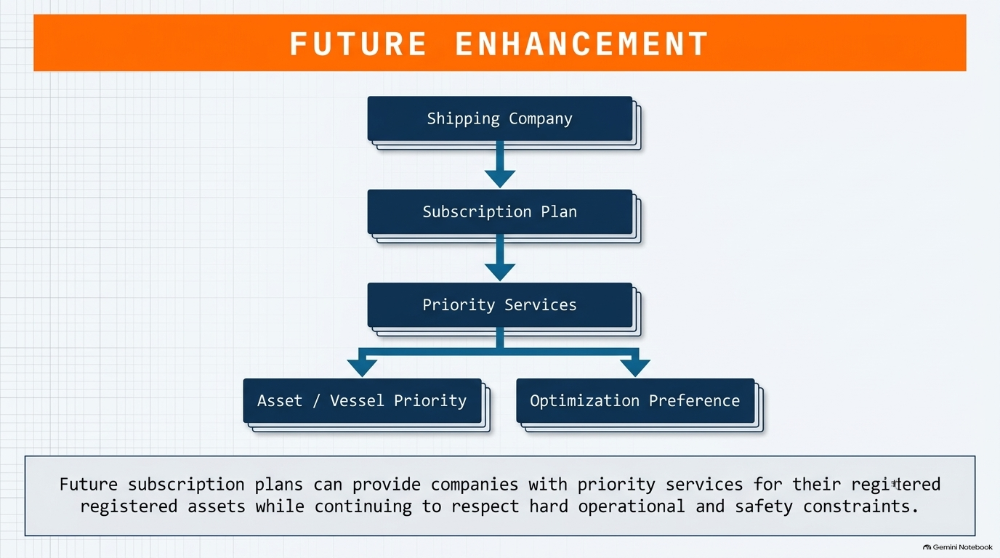 FUTURE ENHANCEMENT
Shipping Company
Subscription Plan
Priority Services
Asset / Vessel Priority
Optimization Preference
Future subscription plans can provide companies with priority services for their
registered assets while continuing to respect hard operational and safety constraints.
Gemini Notebook